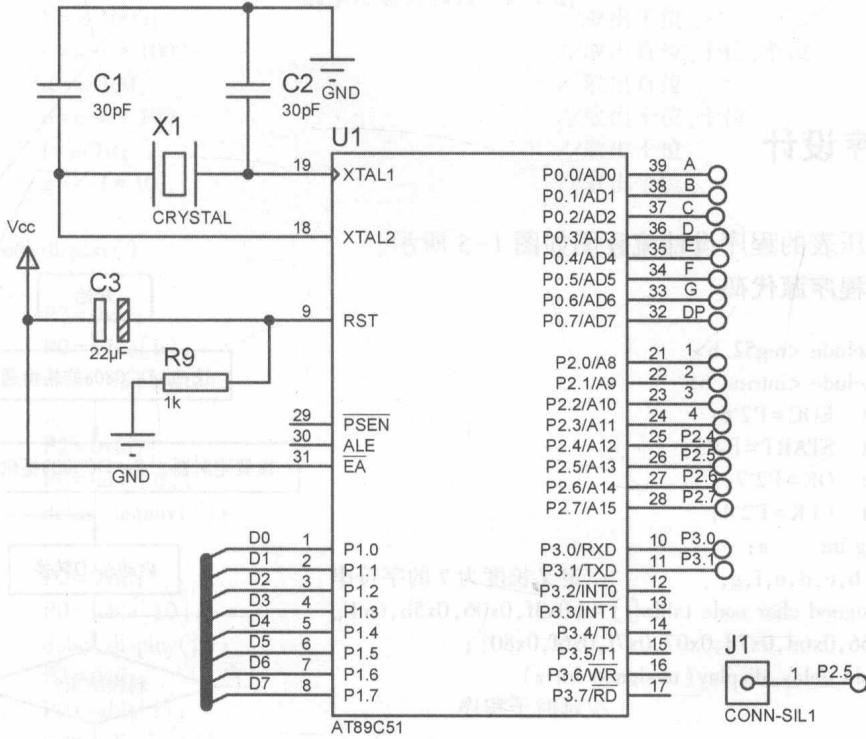 C1
30pF
C2
30pF
GND
X1
CRYSTAL
U1
19
XTAL1
18
XTAL2
Vcc
C3
22μF
9
RST
R9
1k
GND
29
PSEN
30
ALE
31
EA
D0 1 P1.0
D1 2 P1.1
D2 3 P1.2
D3 4 P1.3
D4 5 P1.4
D5 6 P1.5
D6 7 P1.6
D7 8 P1.7
P0.0/AD0 39 A
P0.1/AD1 38 B
P0.2/AD2 37 C
P0.3/AD3 36 D
P0.4/AD4 35 E
P0.5/AD5 34 F
P0.6/AD6 33 G
P0.7/AD7 32 DP
P2.0/A8 21 1
P2.1/A9 22 2
P2.2/A10 23 3
P2.3/A11 24 4
P2.4/A12 25 P2.4
P2.5/A13 26 P2.5
P2.6/A14 27 P2.6
P2.7/A15 28 P2.7
P3.0/RXD 10 P3.0
P3.1/TXD 11 P3.1
P3.2/INT0 12
P3.3/INT1 13
P3.4/T0 14
P3.5/T1 15
P3.6/WR 16
P3.7/RD 17
AT89C51
J1
P2.5
CONN-SIL1